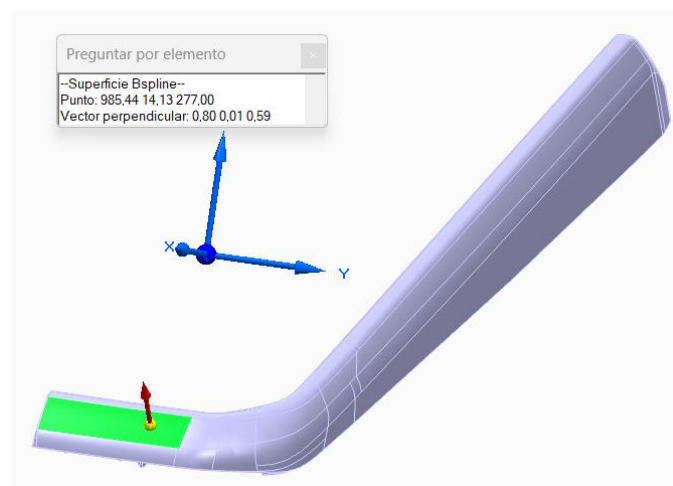 Preguntar por elemento
--Superficie Bspline--
Punto: 985,44 14,13 277,00
Vector perpendicular: 0,80 0,01 0,59
X
Y